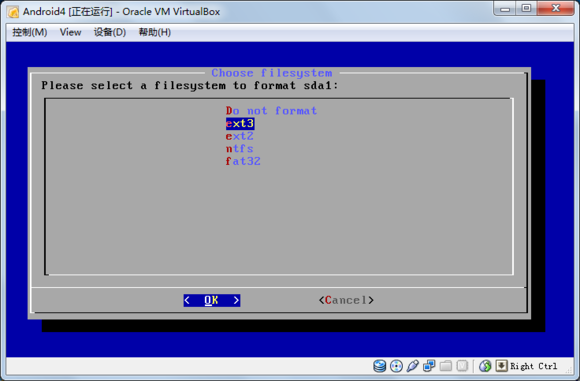 Android4 [正在运行] - Oracle VM VirtualBox
控制(M) View 设备(D) 帮助(H)
Choose filesystem
Please select a filesystem to format sda1:
Do not format
ext3
ext2
ntfs
fat32
< OK > <Cancel>
Right Ctrl